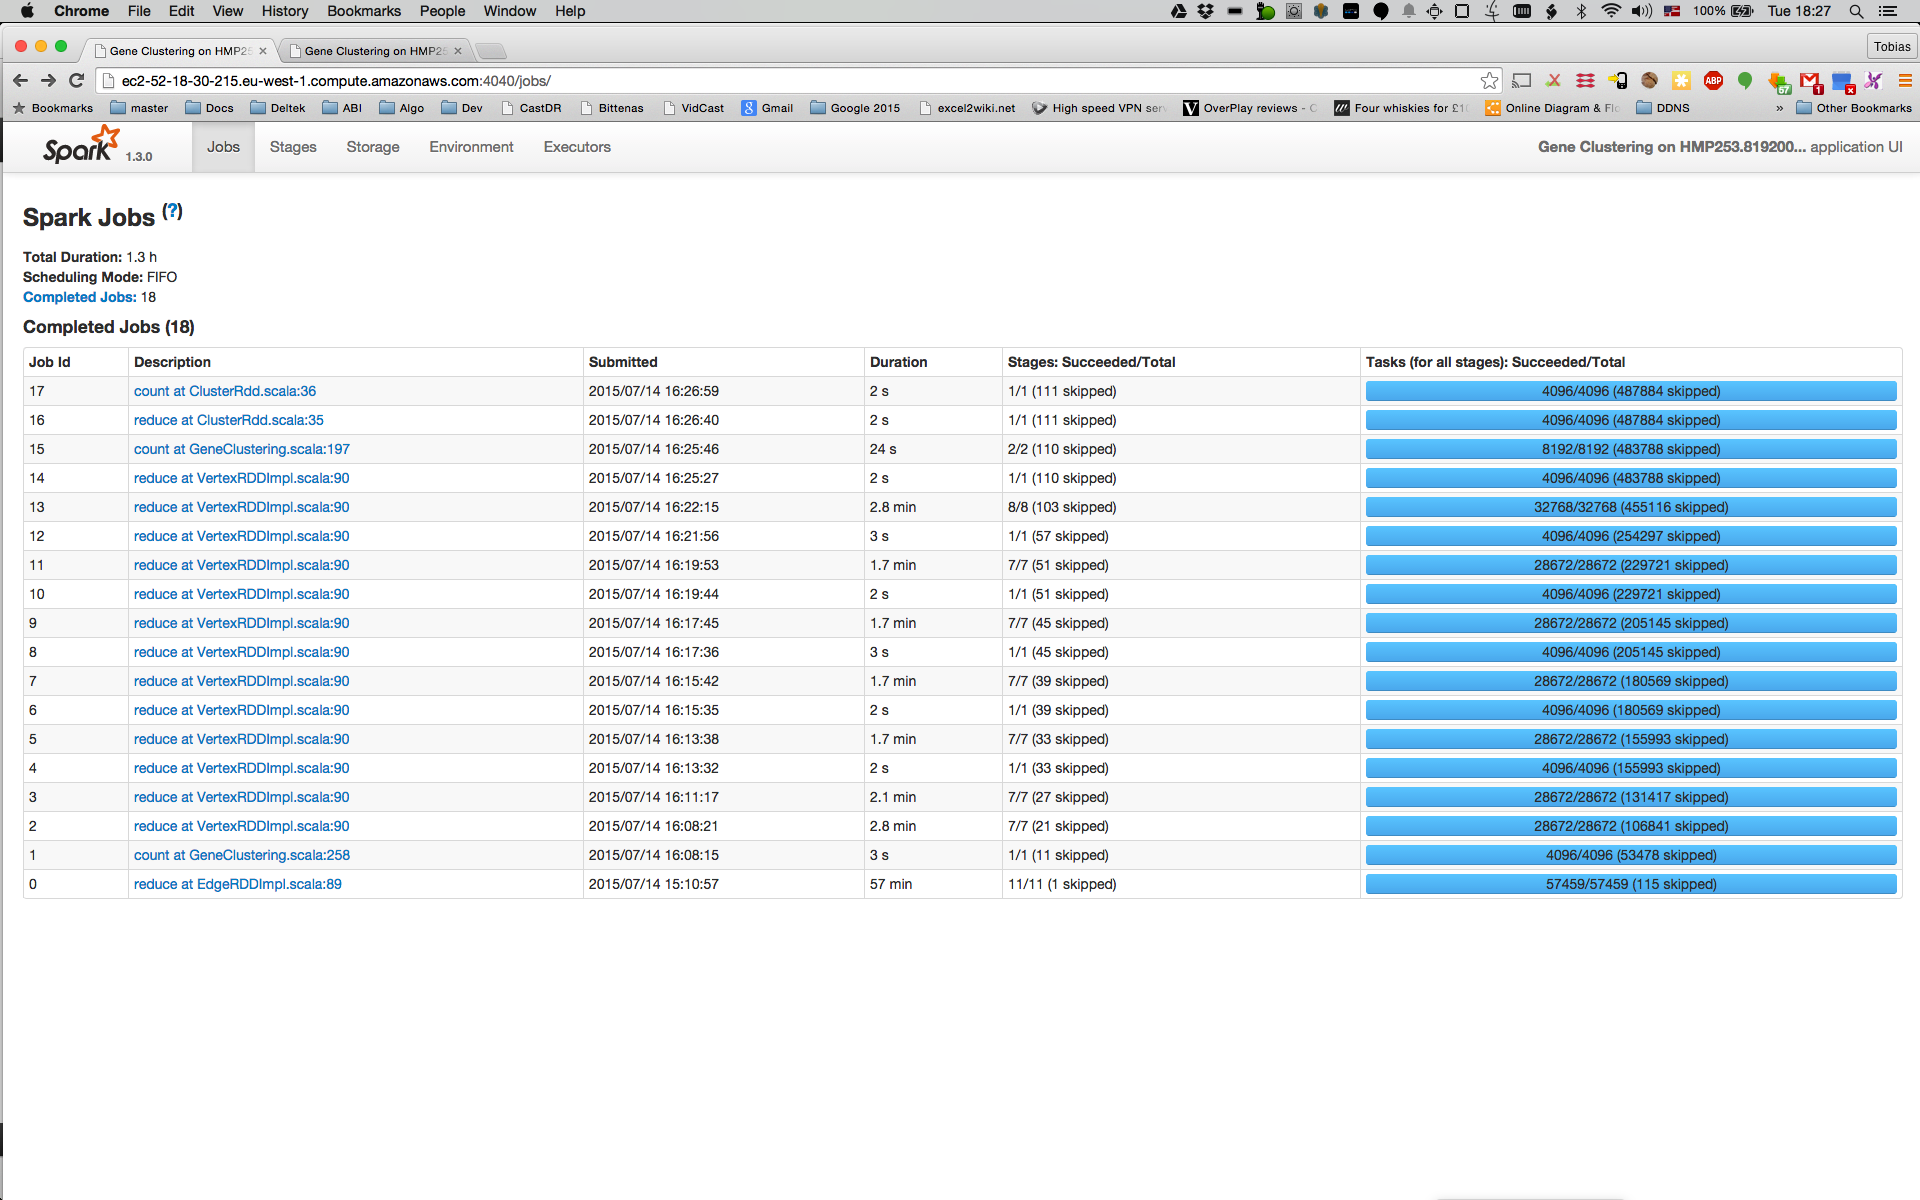 Chrome File Edit View History Bookmarks People Window Help 100% Tue 18:27
Gene Clustering on HMP25 Gene Clustering on HMP25 Tobias
ec2-52-18-30-215.eu-west-1.compute.amazonaws.com:4040/jobs/
Bookmarks master Docs Deltek ABI Algo Dev CastDR Bittenas VidCast Gmail Google 2015 excel2wiki.net High speed VPN serv OverPlay reviews - Four whiskies for £1 Online Diagram & Flo DDNS » Other Bookmarks
Spark 1.3.0 Jobs Stages Storage Environment Executors Gene Clustering on HMP253.819200... application UI
Spark Jobs (?)
Total Duration: 1.3 h
Scheduling Mode: FIFO
Completed Jobs: 18
Completed Jobs (18)
Job Id Description Submitted Duration Stages: Succeeded/Total Tasks (for all stages): Succeeded/Total
17 count at ClusterRdd.scala:36 2015/07/14 16:26:59 2 s 1/1 (111 skipped) 4096/4096 (487884 skipped)
16 reduce at ClusterRdd.scala:35 2015/07/14 16:26:40 2 s 1/1 (111 skipped) 4096/4096 (487884 skipped)
15 count at GeneClustering.scala:197 2015/07/14 16:25:46 24 s 2/2 (110 skipped) 8192/8192 (483788 skipped)
14 reduce at VertexRDDImpl.scala:90 2015/07/14 16:25:27 2 s 1/1 (110 skipped) 4096/4096 (483788 skipped)
13 reduce at VertexRDDImpl.scala:90 2015/07/14 16:22:15 2.8 min 8/8 (103 skipped) 32768/32768 (455116 skipped)
12 reduce at VertexRDDImpl.scala:90 2015/07/14 16:21:56 3 s 1/1 (57 skipped) 4096/4096 (254297 skipped)
11 reduce at VertexRDDImpl.scala:90 2015/07/14 16:19:53 1.7 min 7/7 (51 skipped) 28672/28672 (229721 skipped)
10 reduce at VertexRDDImpl.scala:90 2015/07/14 16:19:44 2 s 1/1 (51 skipped) 4096/4096 (229721 skipped)
9 reduce at VertexRDDImpl.scala:90 2015/07/14 16:17:45 1.7 min 7/7 (45 skipped) 28672/28672 (205145 skipped)
8 reduce at VertexRDDImpl.scala:90 2015/07/14 16:17:36 3 s 1/1 (45 skipped) 4096/4096 (205145 skipped)
7 reduce at VertexRDDImpl.scala:90 2015/07/14 16:15:42 1.7 min 7/7 (39 skipped) 28672/28672 (180569 skipped)
6 reduce at VertexRDDImpl.scala:90 2015/07/14 16:15:35 2 s 1/1 (39 skipped) 4096/4096 (180569 skipped)
5 reduce at VertexRDDImpl.scala:90 2015/07/14 16:13:38 1.7 min 7/7 (33 skipped) 28672/28672 (155993 skipped)
4 reduce at VertexRDDImpl.scala:90 2015/07/14 16:13:32 2 s 1/1 (33 skipped) 4096/4096 (155993 skipped)
3 reduce at VertexRDDImpl.scala:90 2015/07/14 16:11:17 2.1 min 7/7 (27 skipped) 28672/28672 (131417 skipped)
2 reduce at VertexRDDImpl.scala:90 2015/07/14 16:08:21 2.8 min 7/7 (21 skipped) 28672/28672 (106841 skipped)
1 count at GeneClustering.scala:258 2015/07/14 16:08:15 3 s 1/1 (11 skipped) 4096/4096 (53478 skipped)
0 reduce at EdgeRDDImpl.scala:89 2015/07/14 15:10:57 57 min 11/11 (1 skipped) 57459/57459 (115 skipped)